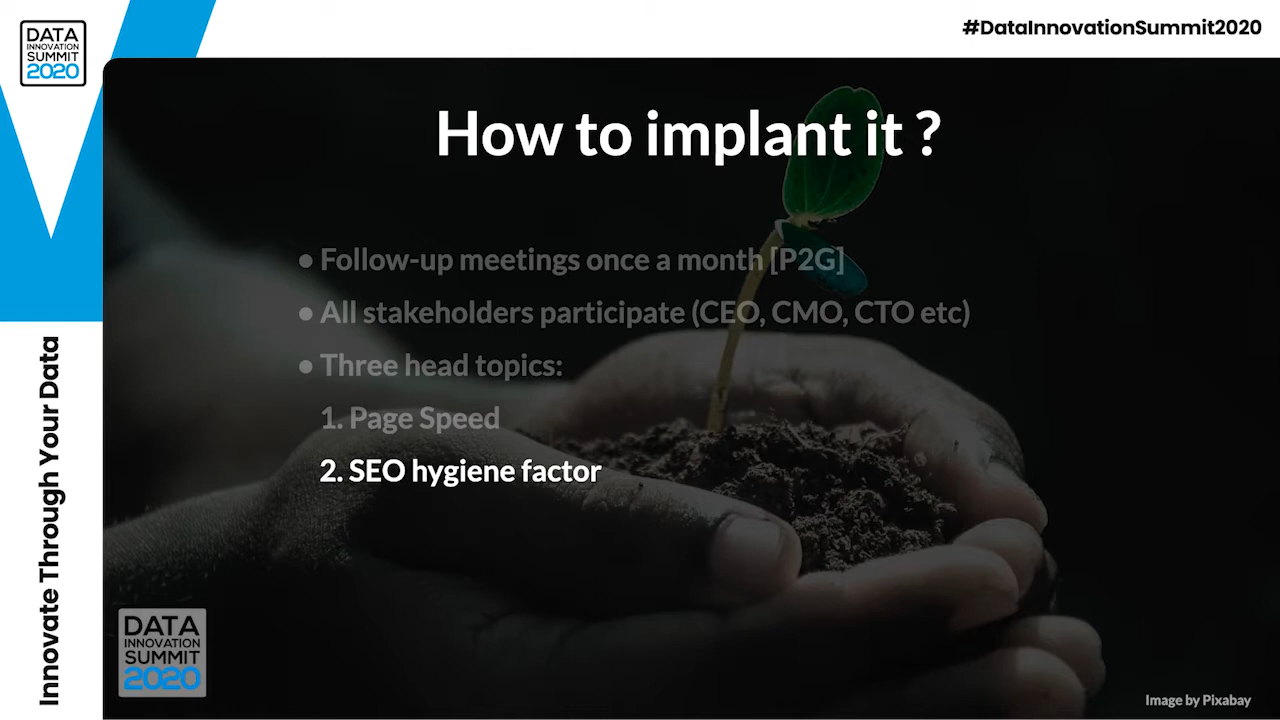 DATA
INNOVATION
SUMMIT
2020
#DataInnovationSummit2020
Innovate Through Your Data
How to implant it ?
• Follow-up meetings once a month [P2G]
• All stakeholders participate (CEO, CMO, CTO etc)
• Three head topics:
1. Page Speed
2. SEO hygiene factor
DATA
INNOVATION
SUMMIT
2020
Image by Pixabay